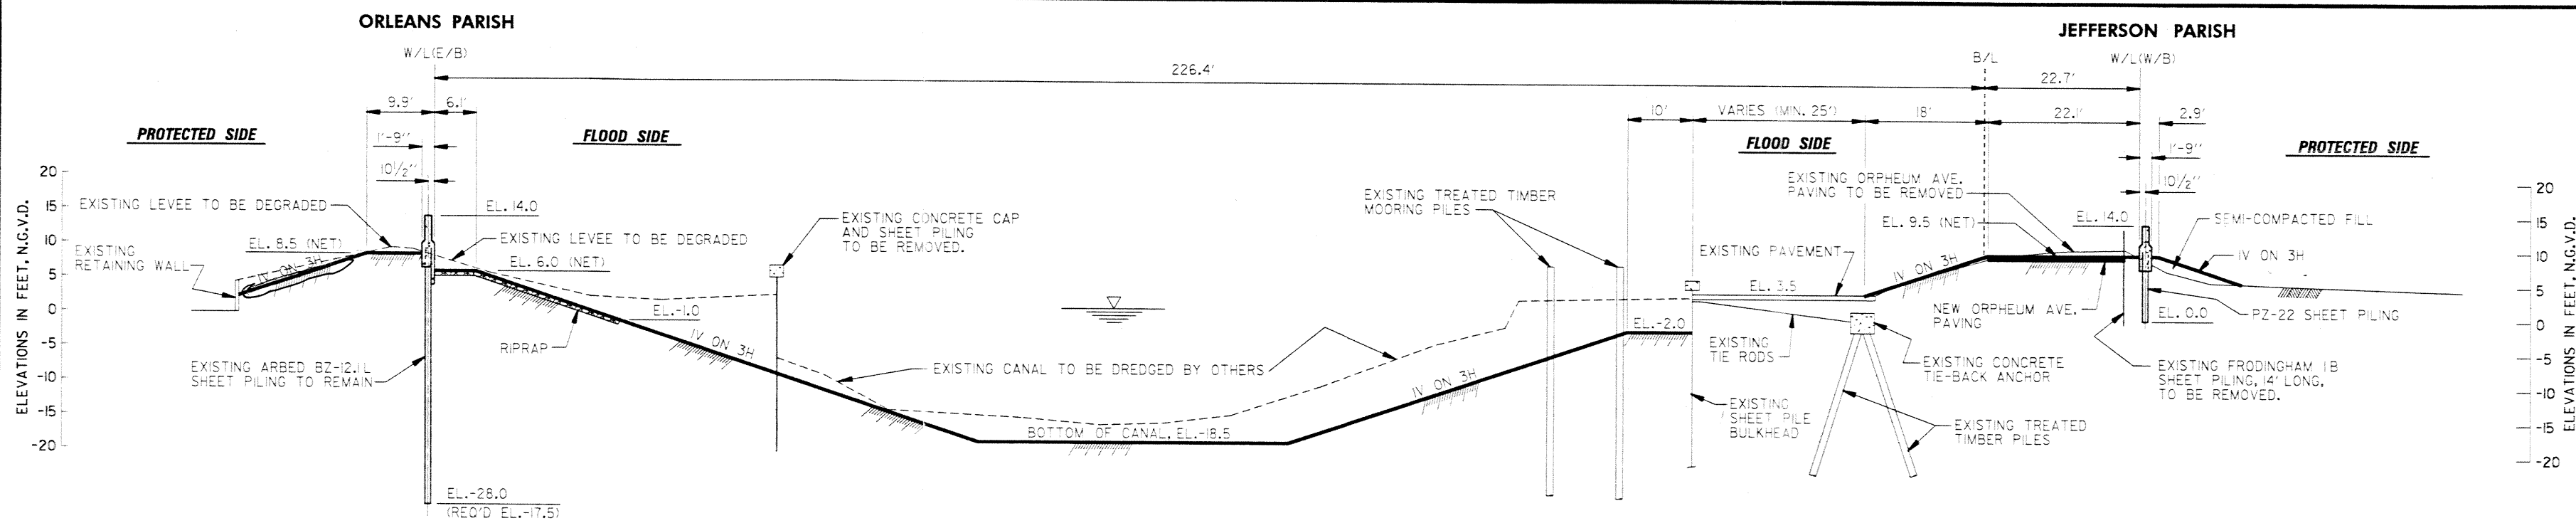 ORLEANS PARISH
JEFFERSON PARISH
W/L(E/B)
B/L
W/L(W/B)
226.4'
22.7'
9.9'
6.1'
10'
VARIES (MIN. 25')
18'
22.1'
2.9'
PROTECTED SIDE
1'-9"
FLOOD SIDE
FLOOD SIDE
1'-9"
PROTECTED SIDE
10½"
10½"
ELEVATIONS IN FEET, N.G.V.D.
20
15
10
5
0
-5
-10
-15
-20
EXISTING LEVEE TO BE DEGRADED
EL. 8.5 (NET)
EXISTING
RETAINING WALL
1V ON 3H
EL. 14.0
EXISTING LEVEE TO BE DEGRADED
EL. 6.0 (NET)
EL.-1.0
RIPRAP
1V ON 3H
EXISTING ARBED BZ-12.1L
SHEET PILING TO REMAIN
EL.-28.0
(REQ'D EL.-17.5)
EXISTING CONCRETE CAP
AND SHEET PILING
TO BE REMOVED.
EXISTING CANAL TO BE DREDGED BY OTHERS
BOTTOM OF CANAL, EL.-18.5
1V ON 3H
EXISTING TREATED TIMBER
MOORING PILES
EL.-2.0
EXISTING PAVEMENT
EL. 3.5
EXISTING
TIE RODS
EXISTING
SHEET PILE
BULKHEAD
EXISTING CONCRETE
TIE-BACK ANCHOR
EXISTING TREATED
TIMBER PILES
1V ON 3H
EXISTING ORPHEUM AVE.
PAVING TO BE REMOVED
EL. 9.5 (NET)
EL. 14.0
NEW ORPHEUM AVE.
PAVING
SEMI-COMPACTED FILL
1V ON 3H
EL. 0.0
PZ-22 SHEET PILING
EXISTING FRODINGHAM 1B
SHEET PILING, 14' LONG,
TO BE REMOVED.
20
15
10
5
0
-5
-10
-15
-20
ELEVATIONS IN FEET, N.G.V.D.